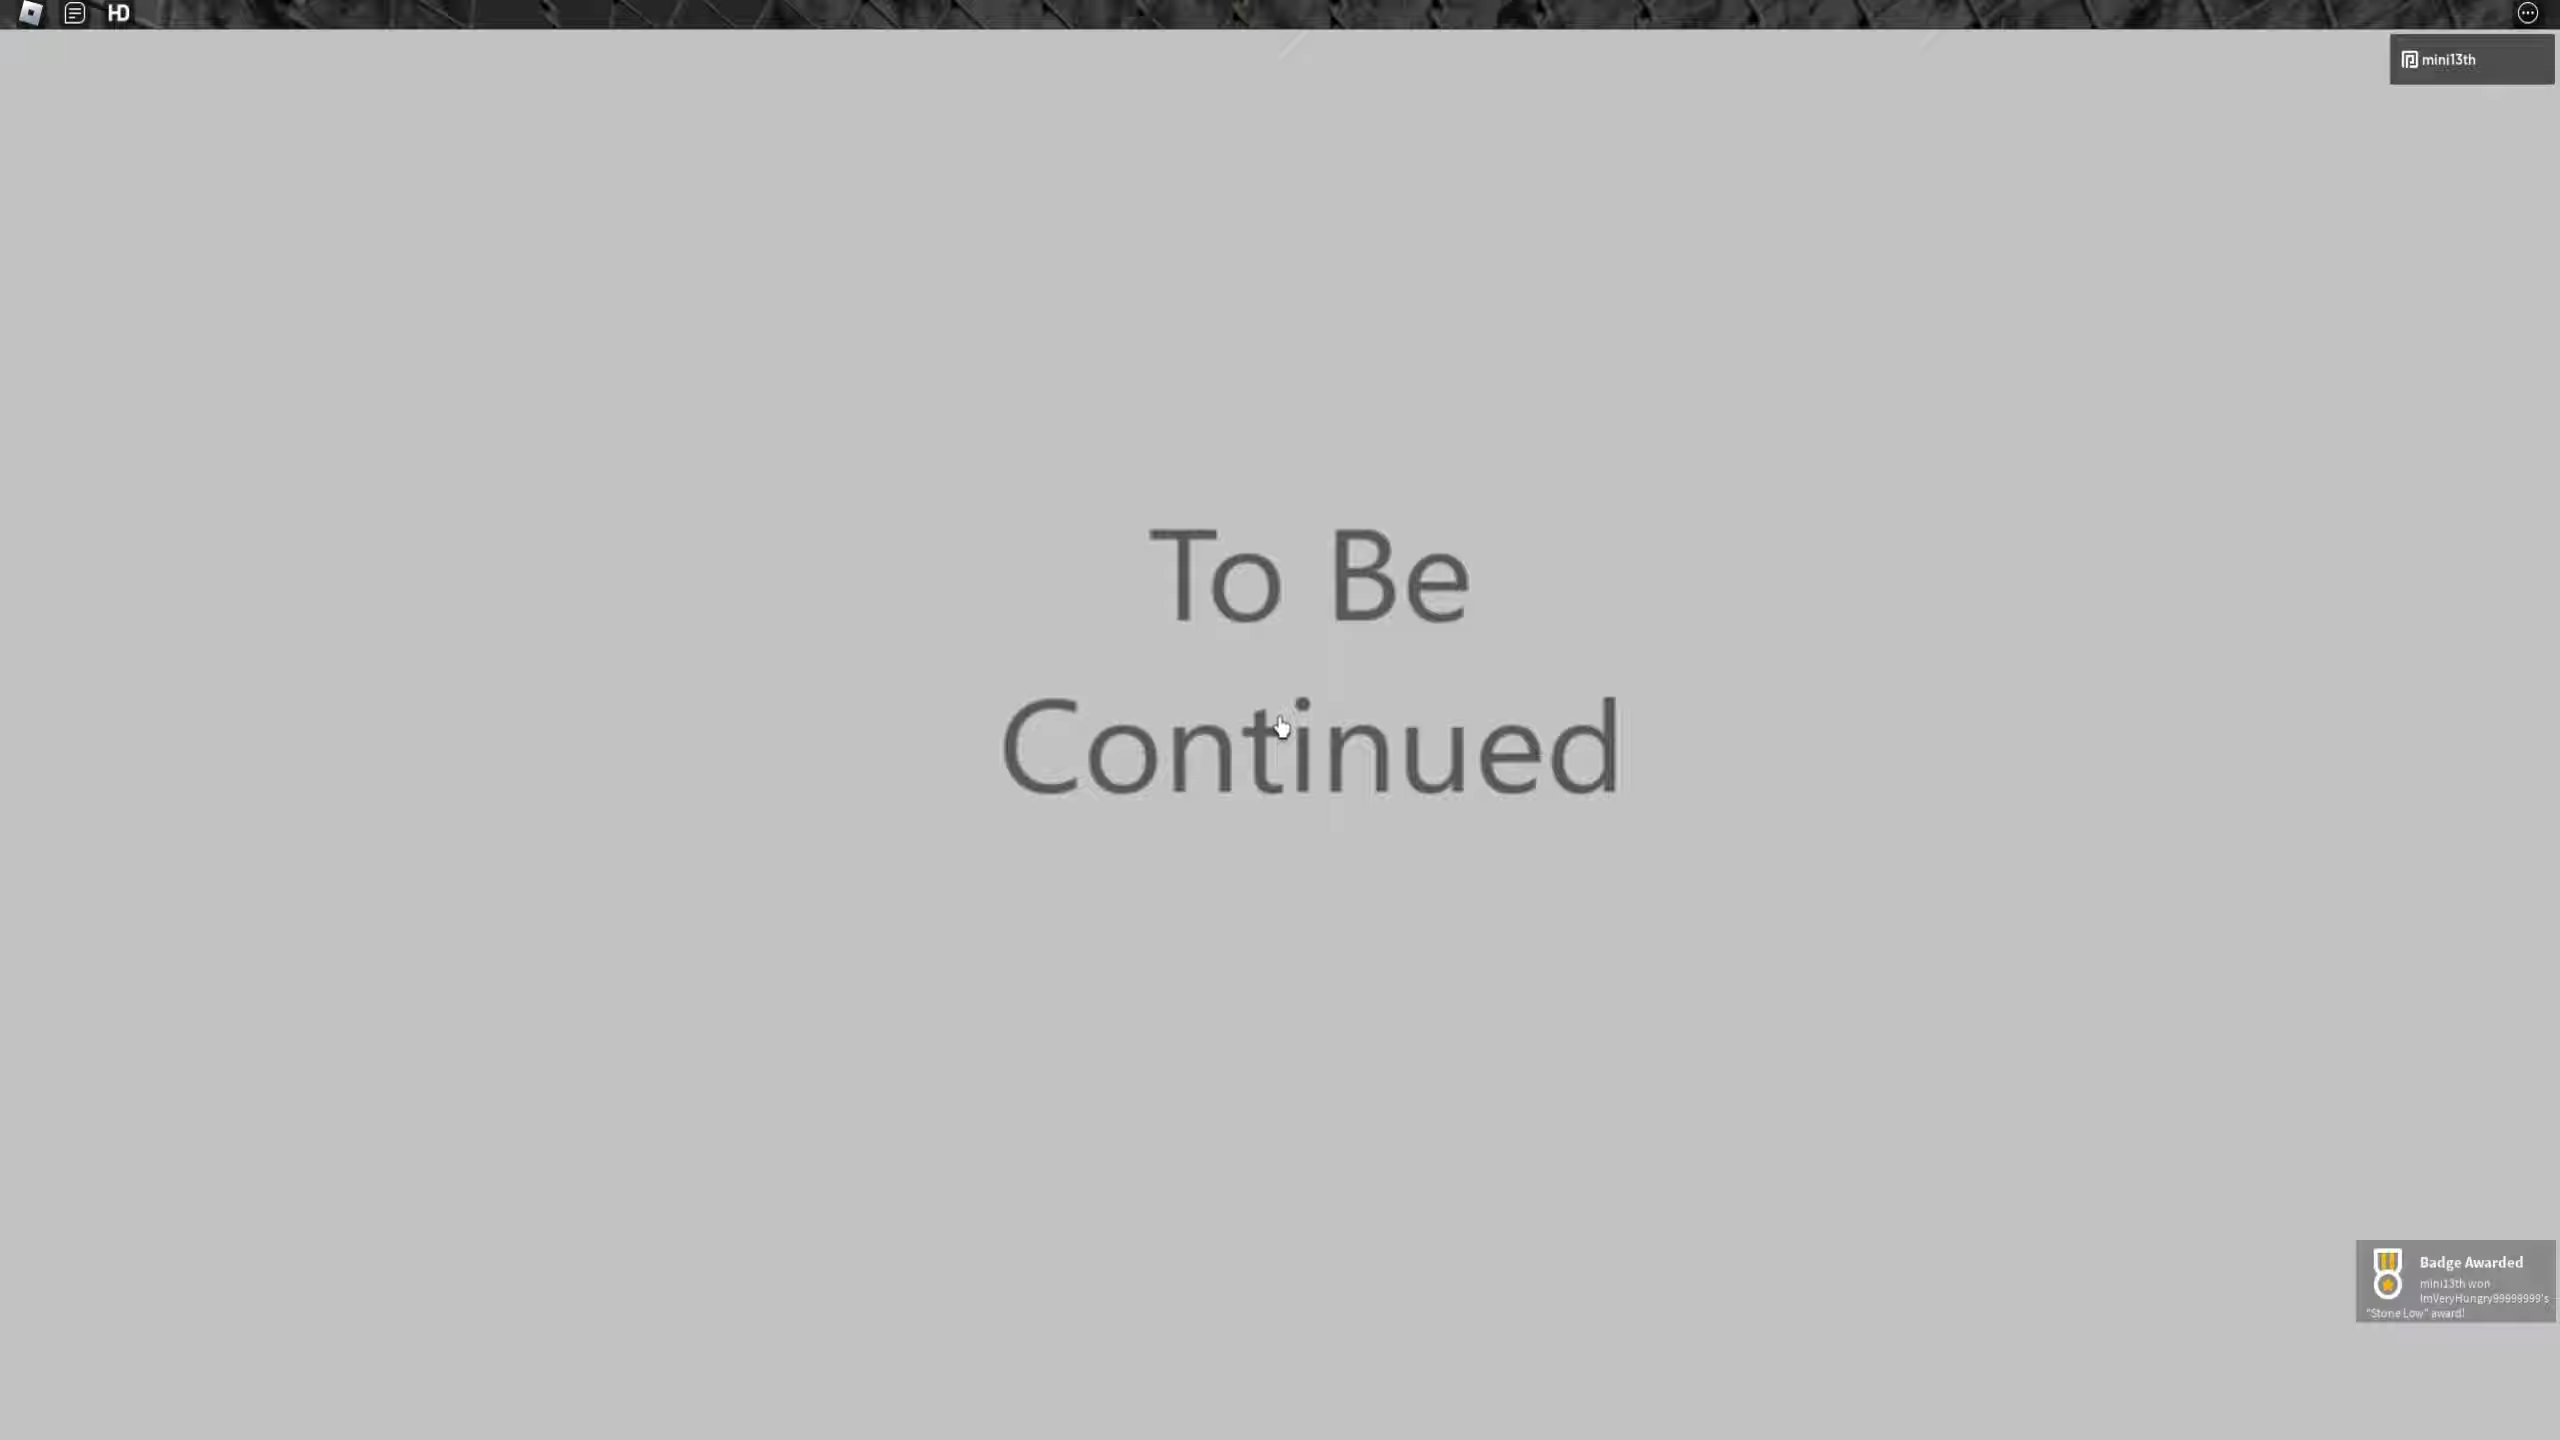 HD
mini13th
To Be
Continued
Badge Awarded
mini13th won
ImVeryHungry99999999's
"Stone Low" award!